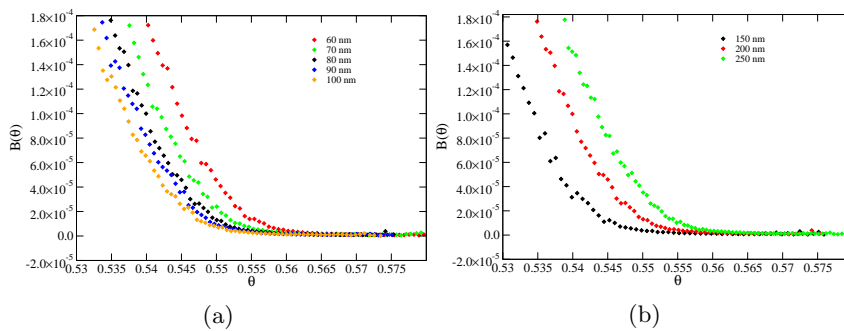 1.8×10⁻⁴
1.6×10⁻⁴
1.4×10⁻⁴
1.2×10⁻⁴
1.0×10⁻⁴
8.0×10⁻⁵
6.0×10⁻⁵
4.0×10⁻⁵
2.0×10⁻⁵
0.0
-2.0×10⁻⁵
B(θ)
60 nm
70 nm
80 nm
90 nm
100 nm
0.53 0.535 0.54 0.545 0.55 0.555 0.56 0.565 0.57 0.575
θ
(a)
1.8×10⁻⁴
1.6×10⁻⁴
1.4×10⁻⁴
1.2×10⁻⁴
1.0×10⁻⁴
8.0×10⁻⁵
6.0×10⁻⁵
4.0×10⁻⁵
2.0×10⁻⁵
0.0
-2.0×10⁻⁵
B(θ)
150 nm
200 nm
250 nm
0.53 0.535 0.54 0.545 0.55 0.555 0.56 0.565 0.57 0.575
θ
(b)